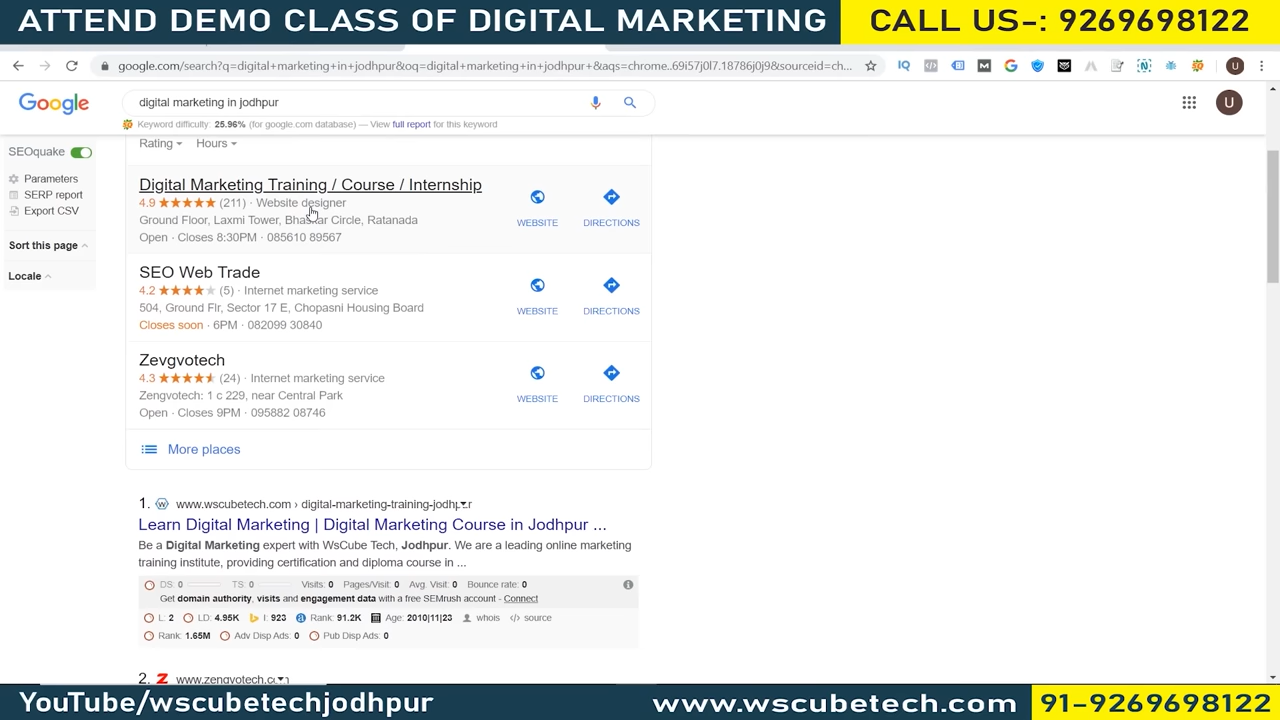 ATTEND DEMO CLASS OF DIGITAL MARKETING
CALL US-: 9269698122
google.com/search?q=digital+marketing+in+jodhpur&oq=digital+marketing+in+jodhpur+&aqs=chrome..69i57j0l7.18786j0j9&sourceid=ch...
Google
digital marketing in jodhpur
U
Keyword difficulty: 25.96% (for google.com database) — View full report for this keyword
SEOquake
Parameters
SERP report
Export CSV
Sort this page
Locale
Rating Hours
Digital Marketing Training / Course / Internship
4.9 (211) · Website designer
Ground Floor, Laxmi Tower, Bhaskar Circle, Ratanada
Open · Closes 8:30PM · 085610 89567
WEBSITE DIRECTIONS
SEO Web Trade
4.2 (5) · Internet marketing service
504, Ground Flr, Sector 17 E, Chopasni Housing Board
Closes soon · 6PM · 082099 30840
WEBSITE DIRECTIONS
Zevgvotech
4.3 (24) · Internet marketing service
Zengvotech: 1 c 229, near Central Park
Open · Closes 9PM · 095882 08746
WEBSITE DIRECTIONS
More places
1. www.wscubetech.com › digital-marketing-training-jodhpur
Learn Digital Marketing | Digital Marketing Course in Jodhpur ...
Be a Digital Marketing expert with WsCube Tech, Jodhpur. We are a leading online marketing
training institute, providing certification and diploma course in ...
DS: 0 TS: 0 Visits: 0 Pages/Visit: 0 Avg. Visit: 0 Bounce rate: 0
Get domain authority, visits and engagement data with a free SEMrush account - Connect
L: 2 LD: 4.95K I: 923 Rank: 91.2K Age: 2010|11|23 whois source
Rank: 1.65M Adv Disp Ads: 0 Pub Disp Ads: 0
2. www.zengvotech.co
YouTube/wscubetechjodhpur
www.wscubetech.com
91-9269698122